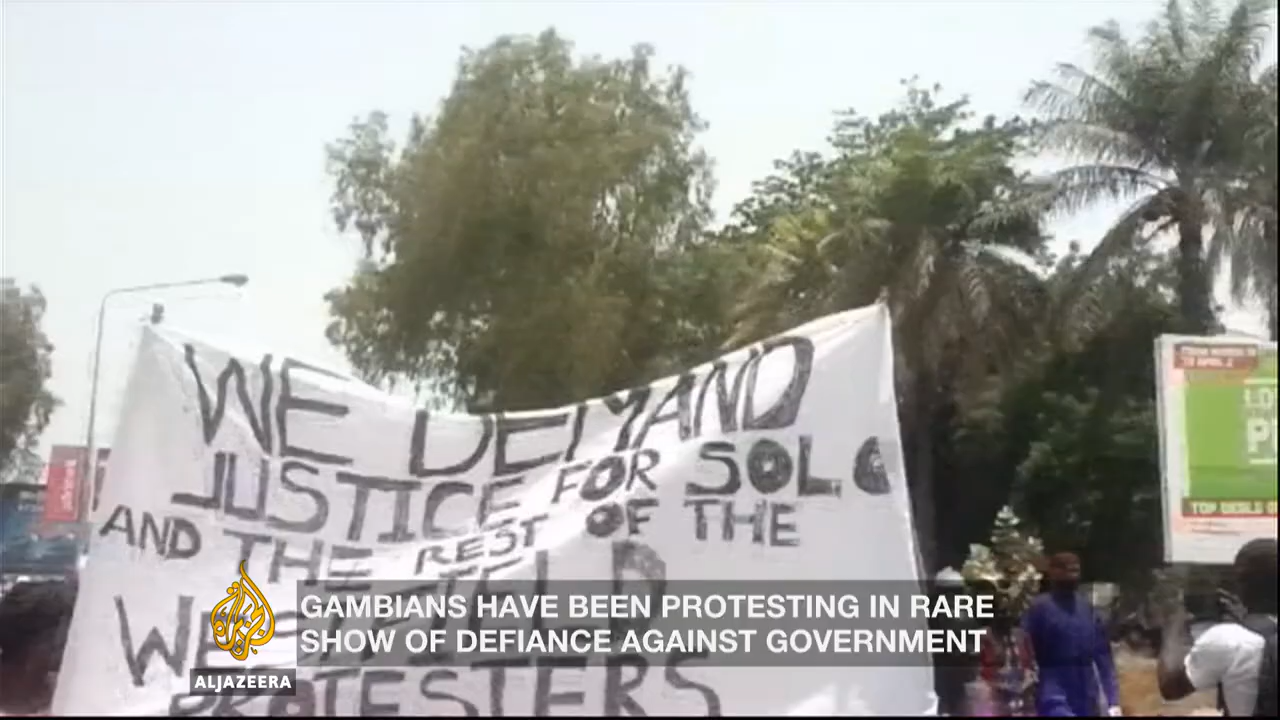 WE DEMAND
JUSTICE FOR SOLO
AND THE REST OF THE
PROTESTERS
GAMBIANS HAVE BEEN PROTESTING IN RARE
SHOW OF DEFIANCE AGAINST GOVERNMENT
ALJAZEERA
TOP DEALS